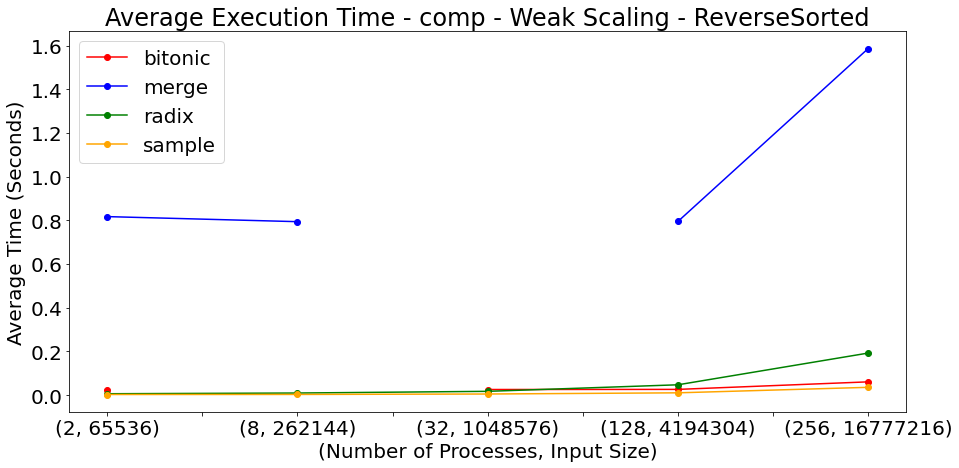 Average Execution Time - comp - Weak Scaling - ReverseSorted
Average Time (Seconds)
1.6
1.4
1.2
1.0
0.8
0.6
0.4
0.2
0.0
bitonic
merge
radix
sample
(2, 65536) (8, 262144) (32, 1048576) (128, 4194304) (256, 16777216)
(Number of Processes, Input Size)